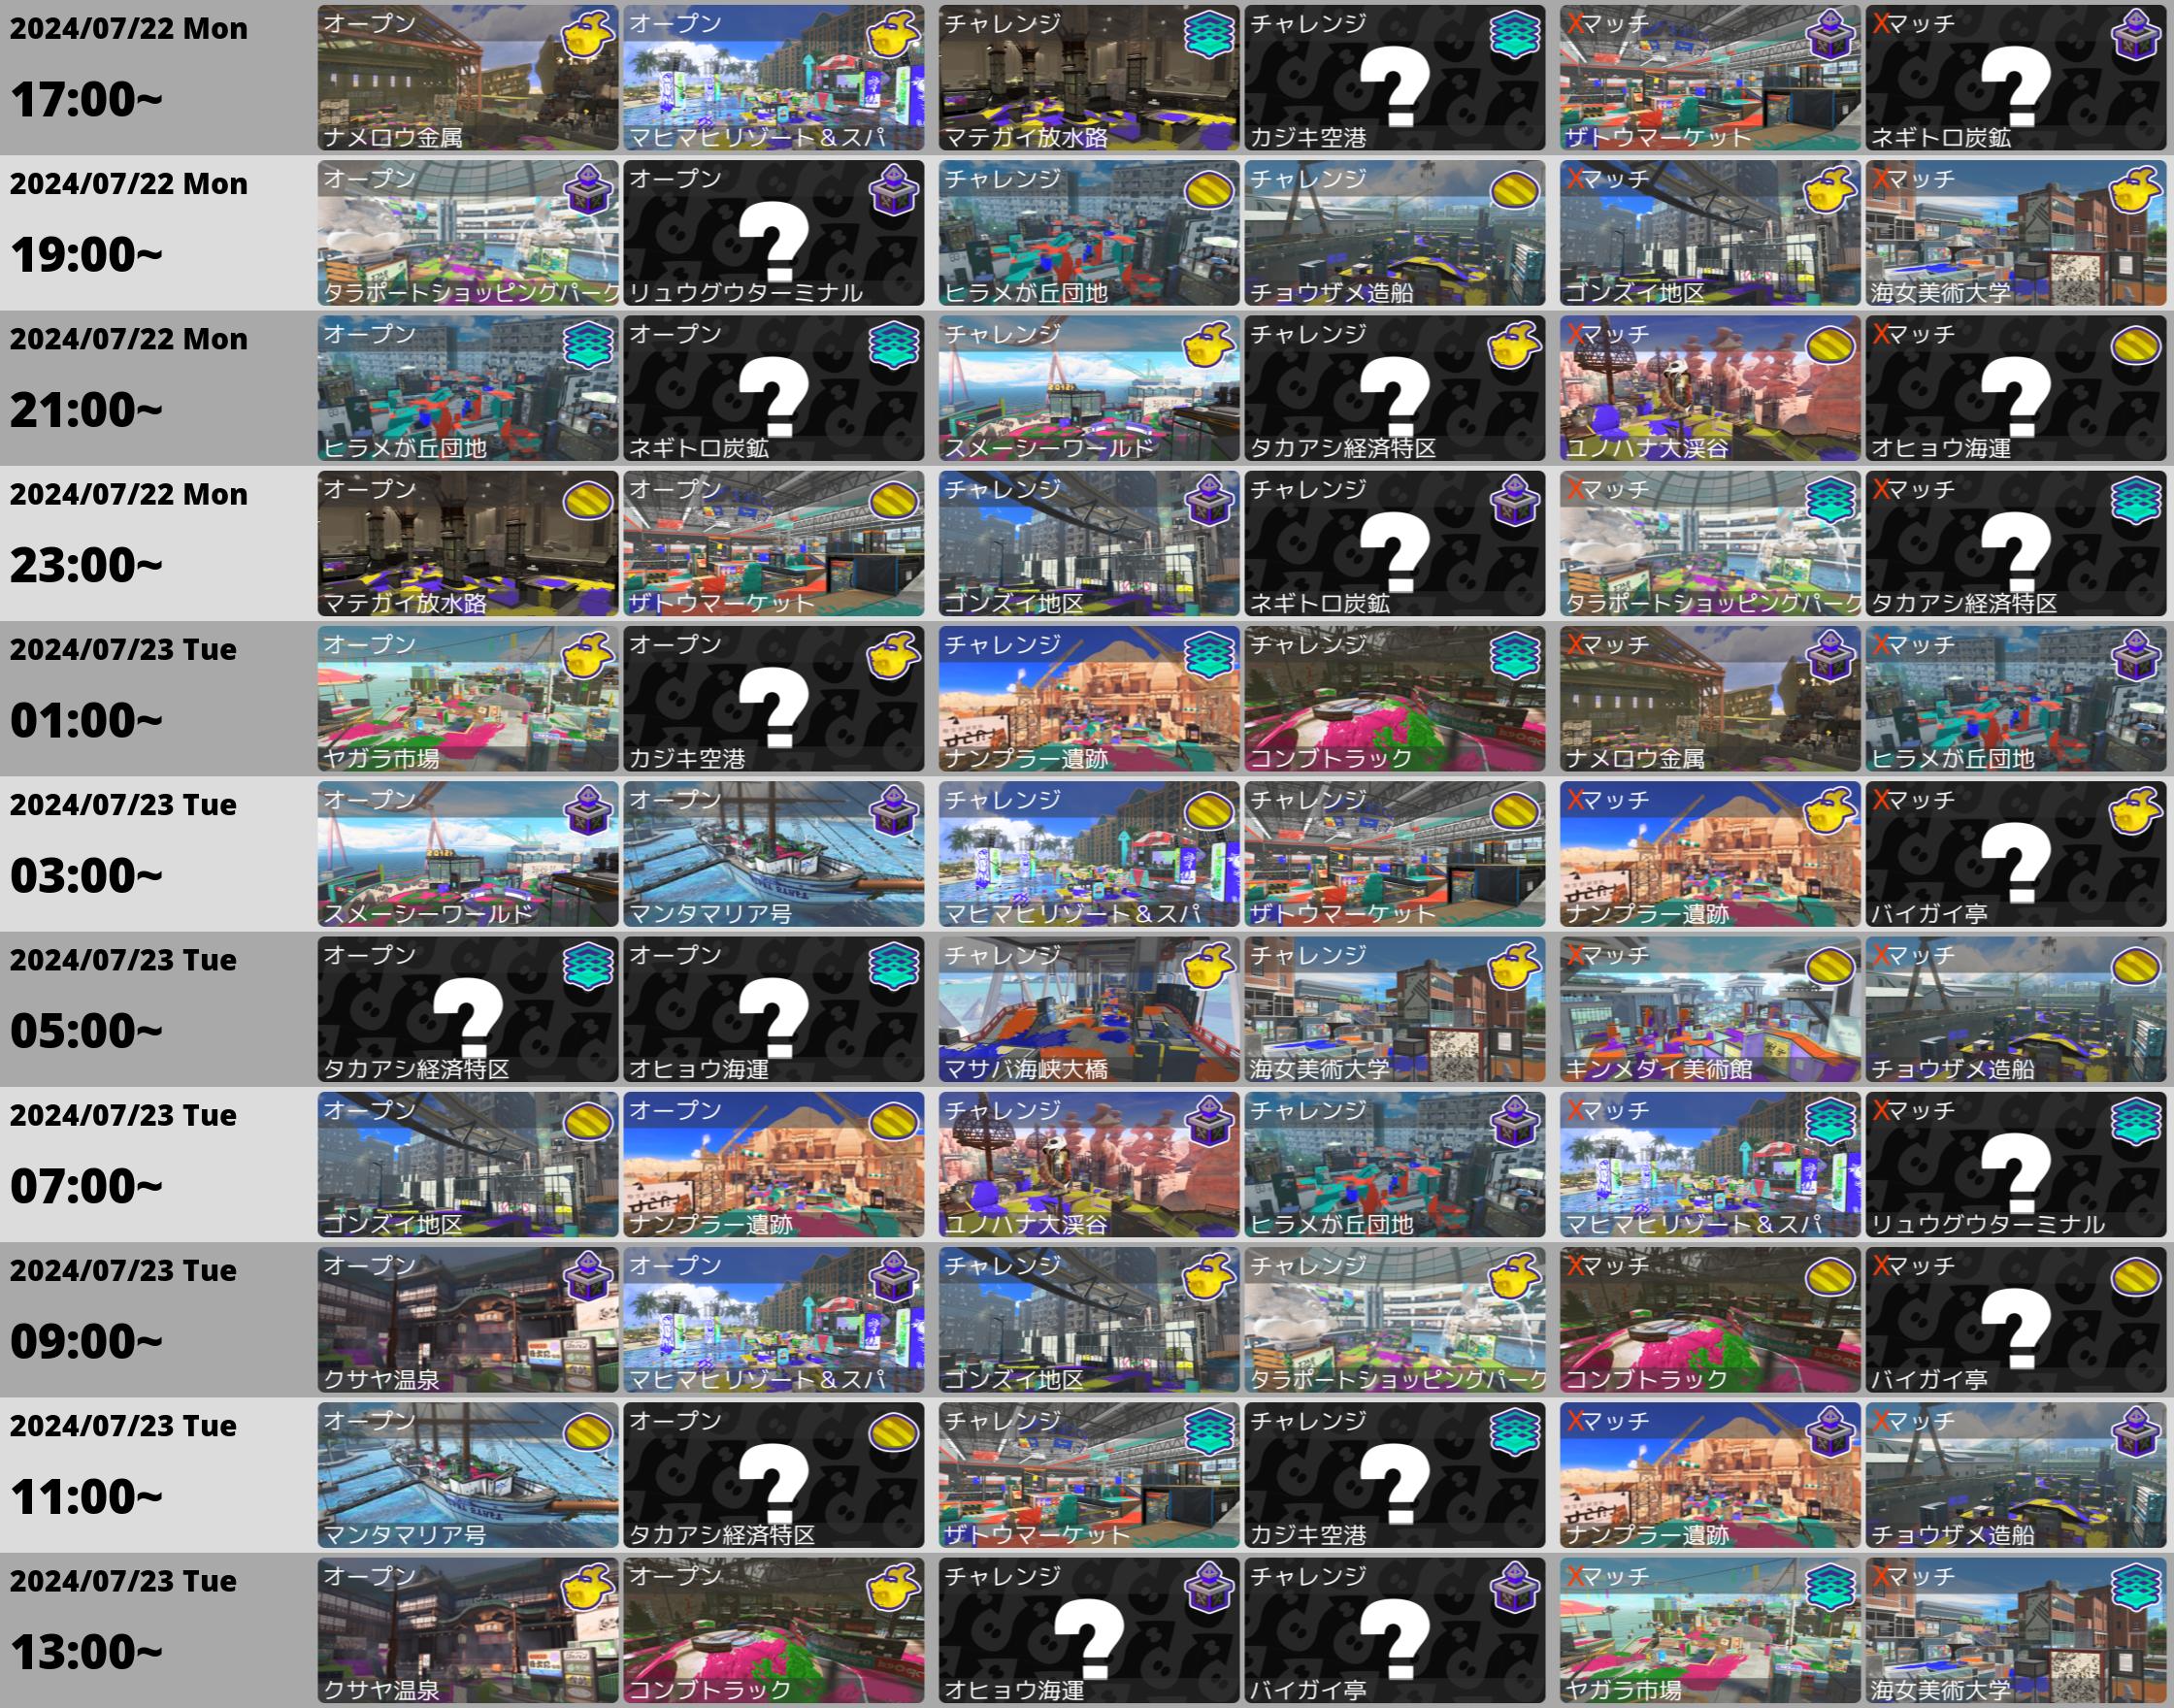 2024/07/22 Mon
17:00~
オープン
ナメロウ金属
オープン
マヒマヒリゾート＆スパ
チャレンジ
マテガイ放水路
チャレンジ
カジキ空港
Xマッチ
ザトウマーケット
Xマッチ
ネギトロ炭鉱
2024/07/22 Mon
19:00~
オープン
タラポートショッピングパーク
オープン
リュウグウターミナル
チャレンジ
ヒラメが丘団地
チャレンジ
チョウザメ造船
Xマッチ
ゴンズイ地区
Xマッチ
海女美術大学
2024/07/22 Mon
21:00~
オープン
ヒラメが丘団地
オープン
ネギトロ炭鉱
チャレンジ
スメーシーワールド
チャレンジ
タカアシ経済特区
Xマッチ
ユノハナ大渓谷
Xマッチ
オヒョウ海運
2024/07/22 Mon
23:00~
オープン
マテガイ放水路
オープン
ザトウマーケット
チャレンジ
ゴンズイ地区
チャレンジ
ネギトロ炭鉱
Xマッチ
タラポートショッピングパーク
Xマッチ
タカアシ経済特区
2024/07/23 Tue
01:00~
オープン
ヤガラ市場
オープン
カジキ空港
チャレンジ
ナンプラー遺跡
チャレンジ
コンブトラック
Xマッチ
ナメロウ金属
Xマッチ
ヒラメが丘団地
2024/07/23 Tue
03:00~
オープン
スメーシーワールド
オープン
マンタマリア号
チャレンジ
マヒマヒリゾート＆スパ
チャレンジ
ザトウマーケット
Xマッチ
ナンプラー遺跡
Xマッチ
バイガイ亭
2024/07/23 Tue
05:00~
オープン
タカアシ経済特区
オープン
オヒョウ海運
チャレンジ
マサバ海峡大橋
チャレンジ
海女美術大学
Xマッチ
キンメダイ美術館
Xマッチ
チョウザメ造船
2024/07/23 Tue
07:00~
オープン
ゴンズイ地区
オープン
ナンプラー遺跡
チャレンジ
ユノハナ大渓谷
チャレンジ
ヒラメが丘団地
Xマッチ
マヒマヒリゾート＆スパ
Xマッチ
リュウグウターミナル
2024/07/23 Tue
09:00~
オープン
クサヤ温泉
オープン
マヒマヒリゾート＆スパ
チャレンジ
ゴンズイ地区
チャレンジ
タラポートショッピングパーク
Xマッチ
コンブトラック
Xマッチ
バイガイ亭
2024/07/23 Tue
11:00~
オープン
マンタマリア号
オープン
タカアシ経済特区
チャレンジ
ザトウマーケット
チャレンジ
カジキ空港
Xマッチ
ナンプラー遺跡
Xマッチ
チョウザメ造船
2024/07/23 Tue
13:00~
オープン
クサヤ温泉
オープン
コンブトラック
チャレンジ
オヒョウ海運
チャレンジ
バイガイ亭
Xマッチ
ヤガラ市場
Xマッチ
海女美術大学